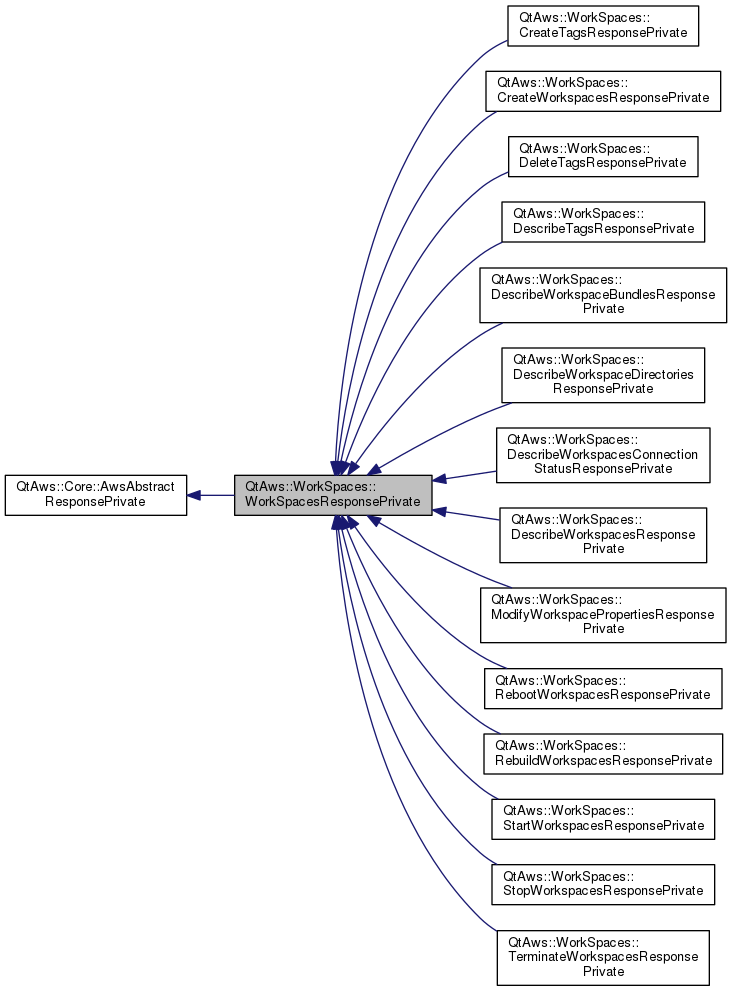 QtAws::WorkSpaces::
CreateTagsResponsePrivate
QtAws::WorkSpaces::
CreateWorkspacesResponsePrivate
QtAws::WorkSpaces::
DeleteTagsResponsePrivate
QtAws::WorkSpaces::
DescribeTagsResponsePrivate
QtAws::WorkSpaces::
DescribeWorkspaceBundlesResponse
Private
QtAws::WorkSpaces::
DescribeWorkspaceDirectories
ResponsePrivate
QtAws::WorkSpaces::
DescribeWorkspacesConnection
StatusResponsePrivate
QtAws::Core::AwsAbstract
ResponsePrivate
QtAws::WorkSpaces::
WorkSpacesResponsePrivate
QtAws::WorkSpaces::
DescribeWorkspacesResponse
Private
QtAws::WorkSpaces::
ModifyWorkspacePropertiesResponse
Private
QtAws::WorkSpaces::
RebootWorkspacesResponsePrivate
QtAws::WorkSpaces::
RebuildWorkspacesResponsePrivate
QtAws::WorkSpaces::
StartWorkspacesResponsePrivate
QtAws::WorkSpaces::
StopWorkspacesResponsePrivate
QtAws::WorkSpaces::
TerminateWorkspacesResponse
Private